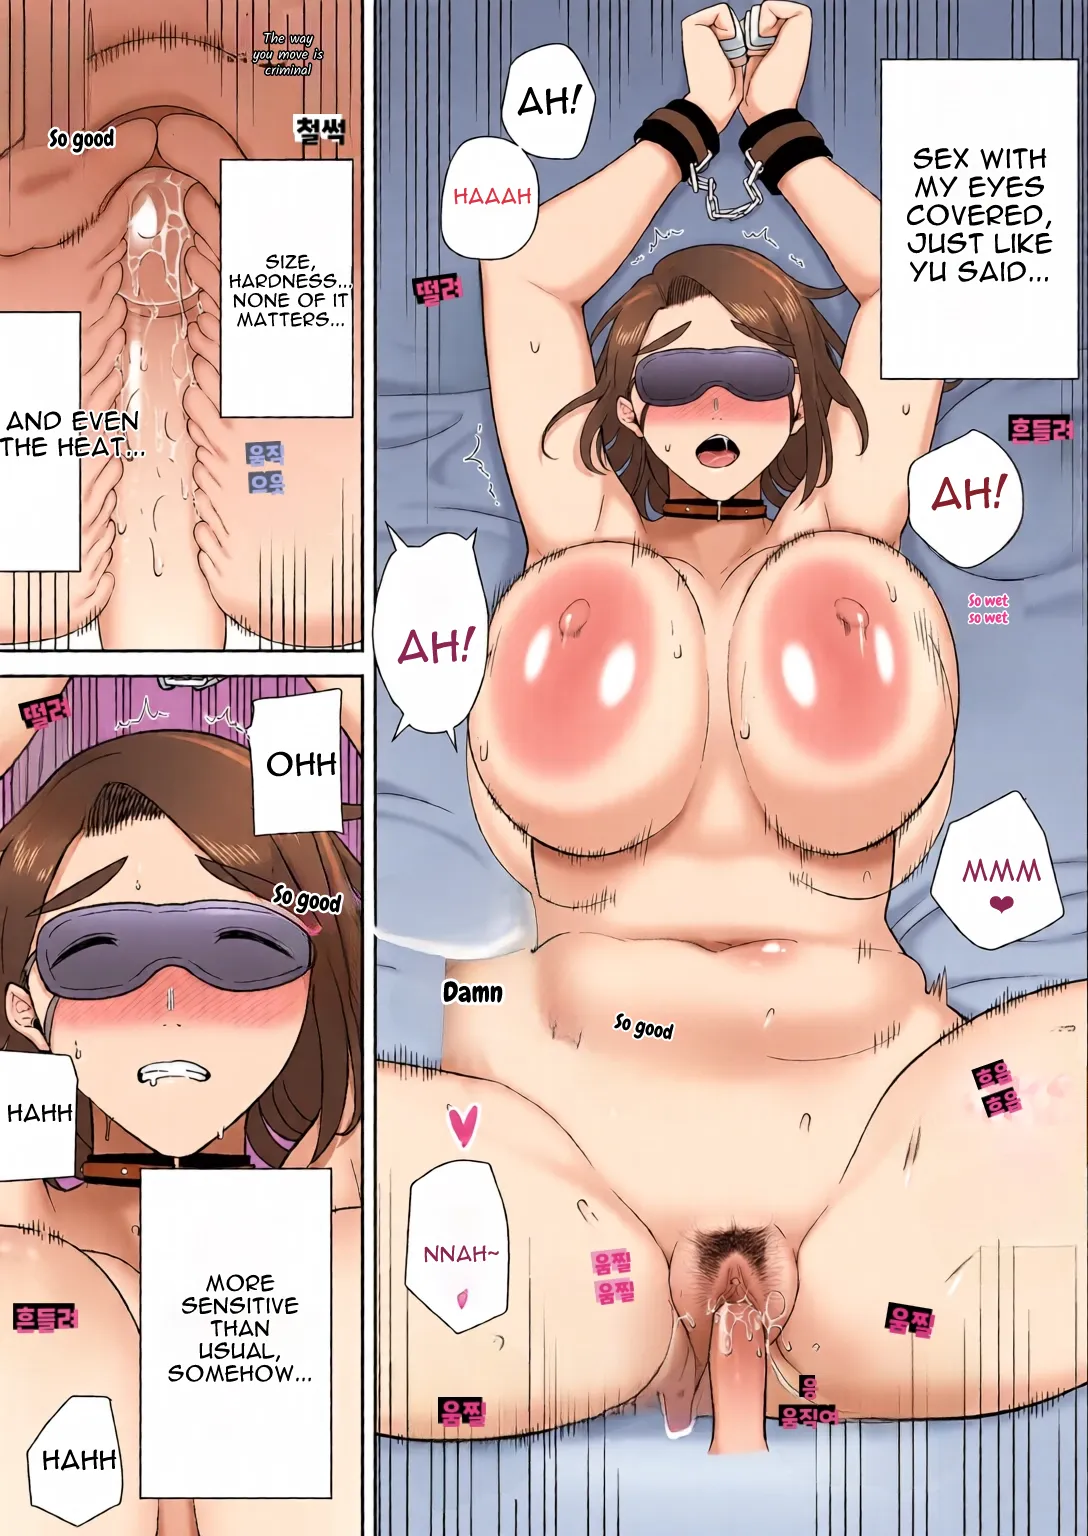 The way
you move is
criminal
So good
철썩
SIZE,
HARDNESS...
NONE OF IT
MATTERS...
AND EVEN
THE HEAT...
움직
으읏
AH!
HAAAH
SEX WITH
MY EYES
COVERED,
JUST LIKE
YU SAID...
떨려
흔들려
AH!
AH!
So wet
so wet
MMM
❤
Damn
So good
흐읍
흐읍
NNAH~
움찔
움찔
움찔
움찔
응
움직여
떨려
OHH
So good
HAHH
MORE
SENSITIVE
THAN
USUAL,
SOMEHOW...
흔들려
HAHH